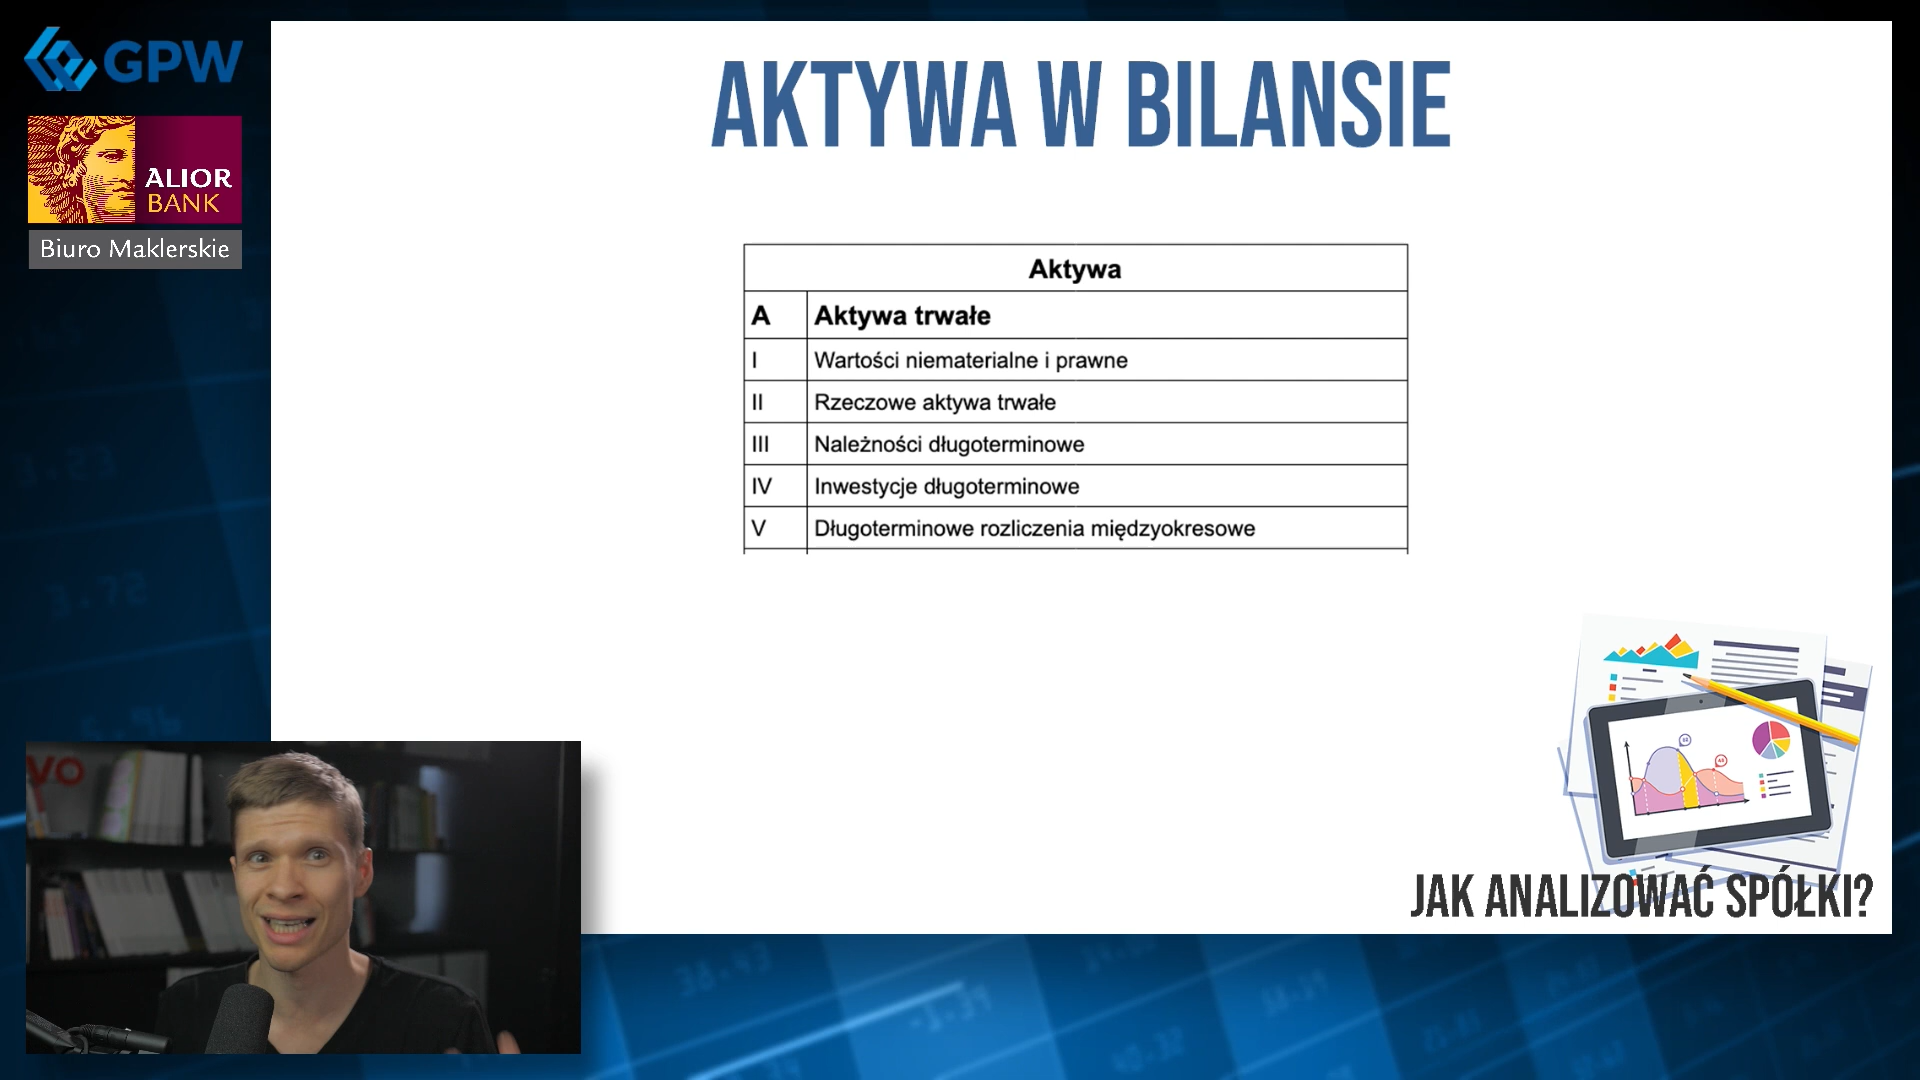 GPW
ALIOR
BANK
Biuro Maklerskie
AKTYWA W BILANSIE
Aktywa
A Aktywa trwałe
I Wartości niematerialne i prawne
II Rzeczowe aktywa trwałe
III Należności długoterminowe
IV Inwestycje długoterminowe
V Długoterminowe rozliczenia międzyokresowe
JAK ANALIZOWAĆ SPÓŁKI?